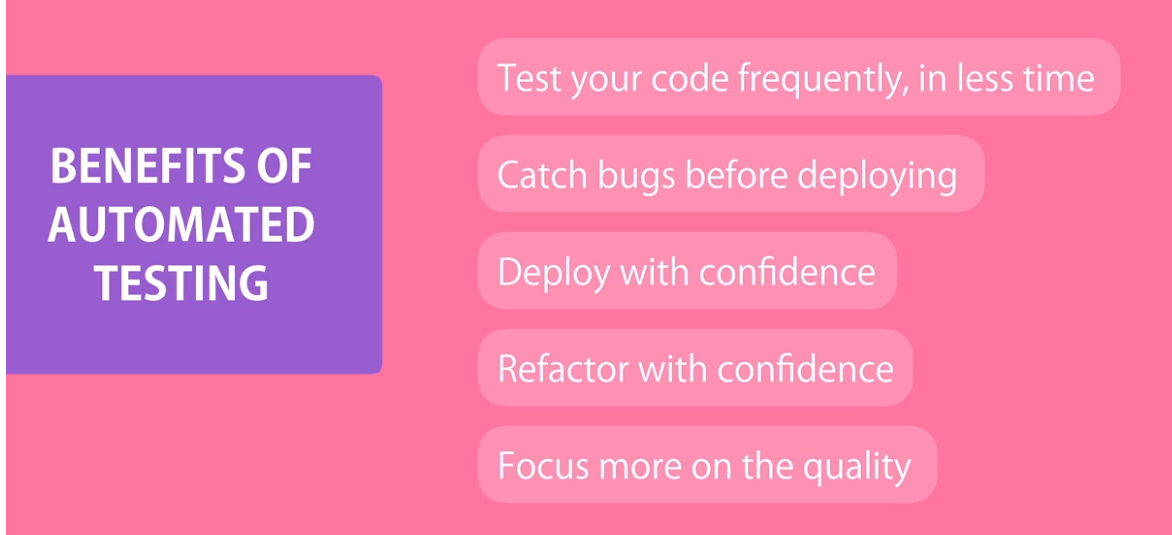 BENEFITS OF
AUTOMATED
TESTING
Test your code frequently, in less time
Catch bugs before deploying
Deploy with confidence
Refactor with confidence
Focus more on the quality